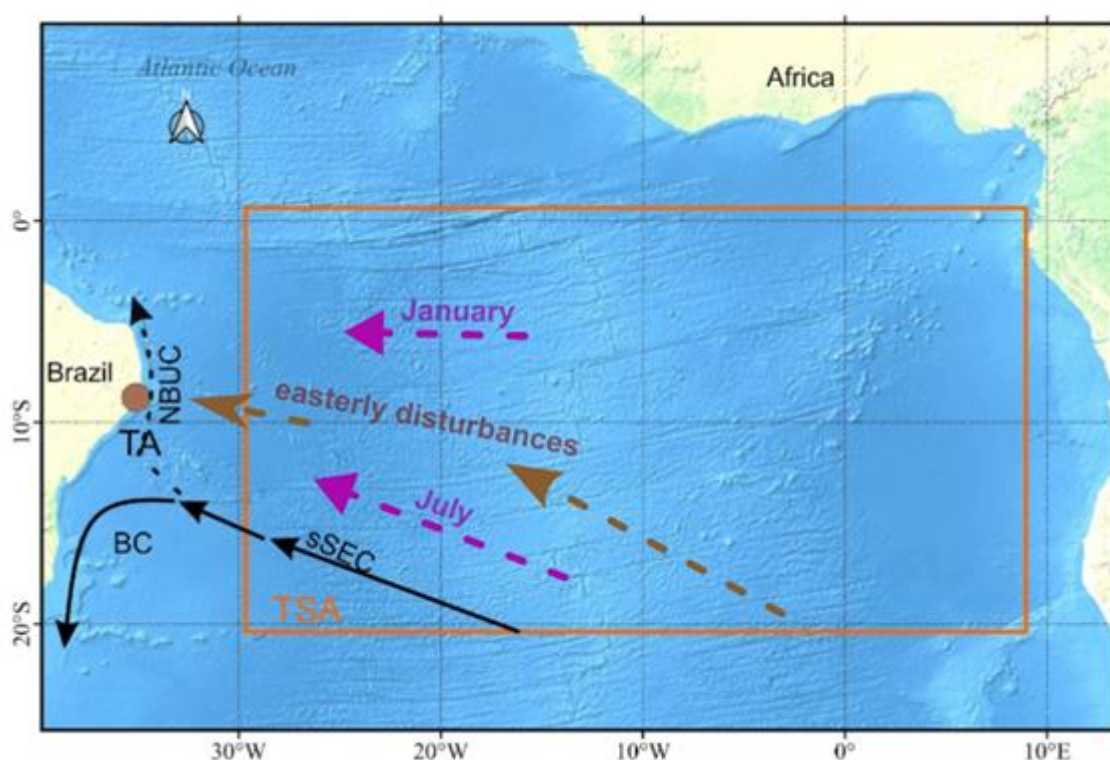 Atlantic Ocean
N
Africa
0°
January
Brazil
NBUC
easterly disturbances
10°S
TA
July
BC
sSEC
TSA
20°S
30°W
20°W
10°W
0°
10°E